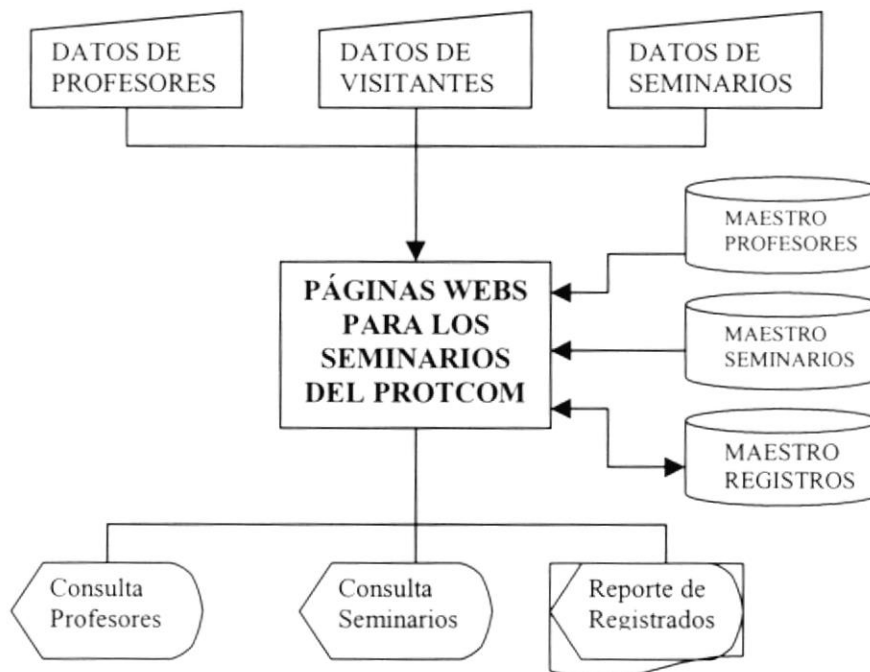 DATOS DE
PROFESORES
DATOS DE
VISITANTES
DATOS DE
SEMINARIOS
MAESTRO
PROFESORES
PÁGINAS WEBS
PARA LOS
SEMINARIOS
DEL PROTCOM
MAESTRO
SEMINARIOS
MAESTRO
REGISTROS
Consulta
Profesores
Consulta
Seminarios
Reporte de
Registrados